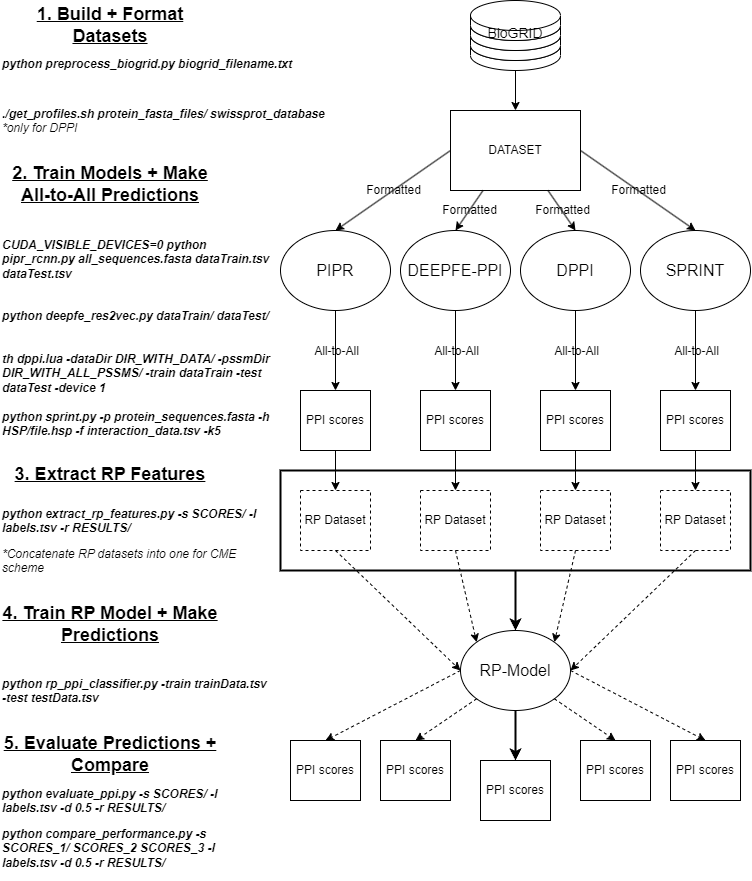 1. Build + Format
Datasets
python preprocess_biogrid.py biogrid_filename.txt
./get_profiles.sh protein_fasta_files/ swissprot_database
*only for DPPI
2. Train Models + Make
All-to-All Predictions
CUDA_VISIBLE_DEVICES=0 python
pipr_rcnn.py all_sequences.fasta dataTrain.tsv
dataTest.tsv
python deepfe_res2vec.py dataTrain/ dataTest/
th dppi.lua -dataDir DIR_WITH_DATA/ -pssmDir
DIR_WITH_ALL_PSSMS/ -train dataTrain -test
dataTest -device 1
python sprint.py -p protein_sequences.fasta -h
HSP/file.hsp -f interaction_data.tsv -k5
3. Extract RP Features
python extract_rp_features.py -s SCORES/ -l
labels.tsv -r RESULTS/
*Concatenate RP datasets into one for CME
scheme
4. Train RP Model + Make
Predictions
python rp_ppi_classifier.py -train trainData.tsv
-test testData.tsv
5. Evaluate Predictions +
Compare
python evaluate_ppi.py -s SCORES/ -l
labels.tsv -d 0.5 -r RESULTS/
python compare_performance.py -s
SCORES_1/ SCORES_2 SCORES_3 -l
labels.tsv -d 0.5 -r RESULTS/
BioGRID
DATASET
Formatted
Formatted
Formatted
Formatted
PIPR
DEEPFE-PPI
DPPI
SPRINT
All-to-All
All-to-All
All-to-All
All-to-All
PPI scores
PPI scores
PPI scores
PPI scores
RP Dataset
RP Dataset
RP Dataset
RP Dataset
RP-Model
PPI scores
PPI scores
PPI scores
PPI scores
PPI scores